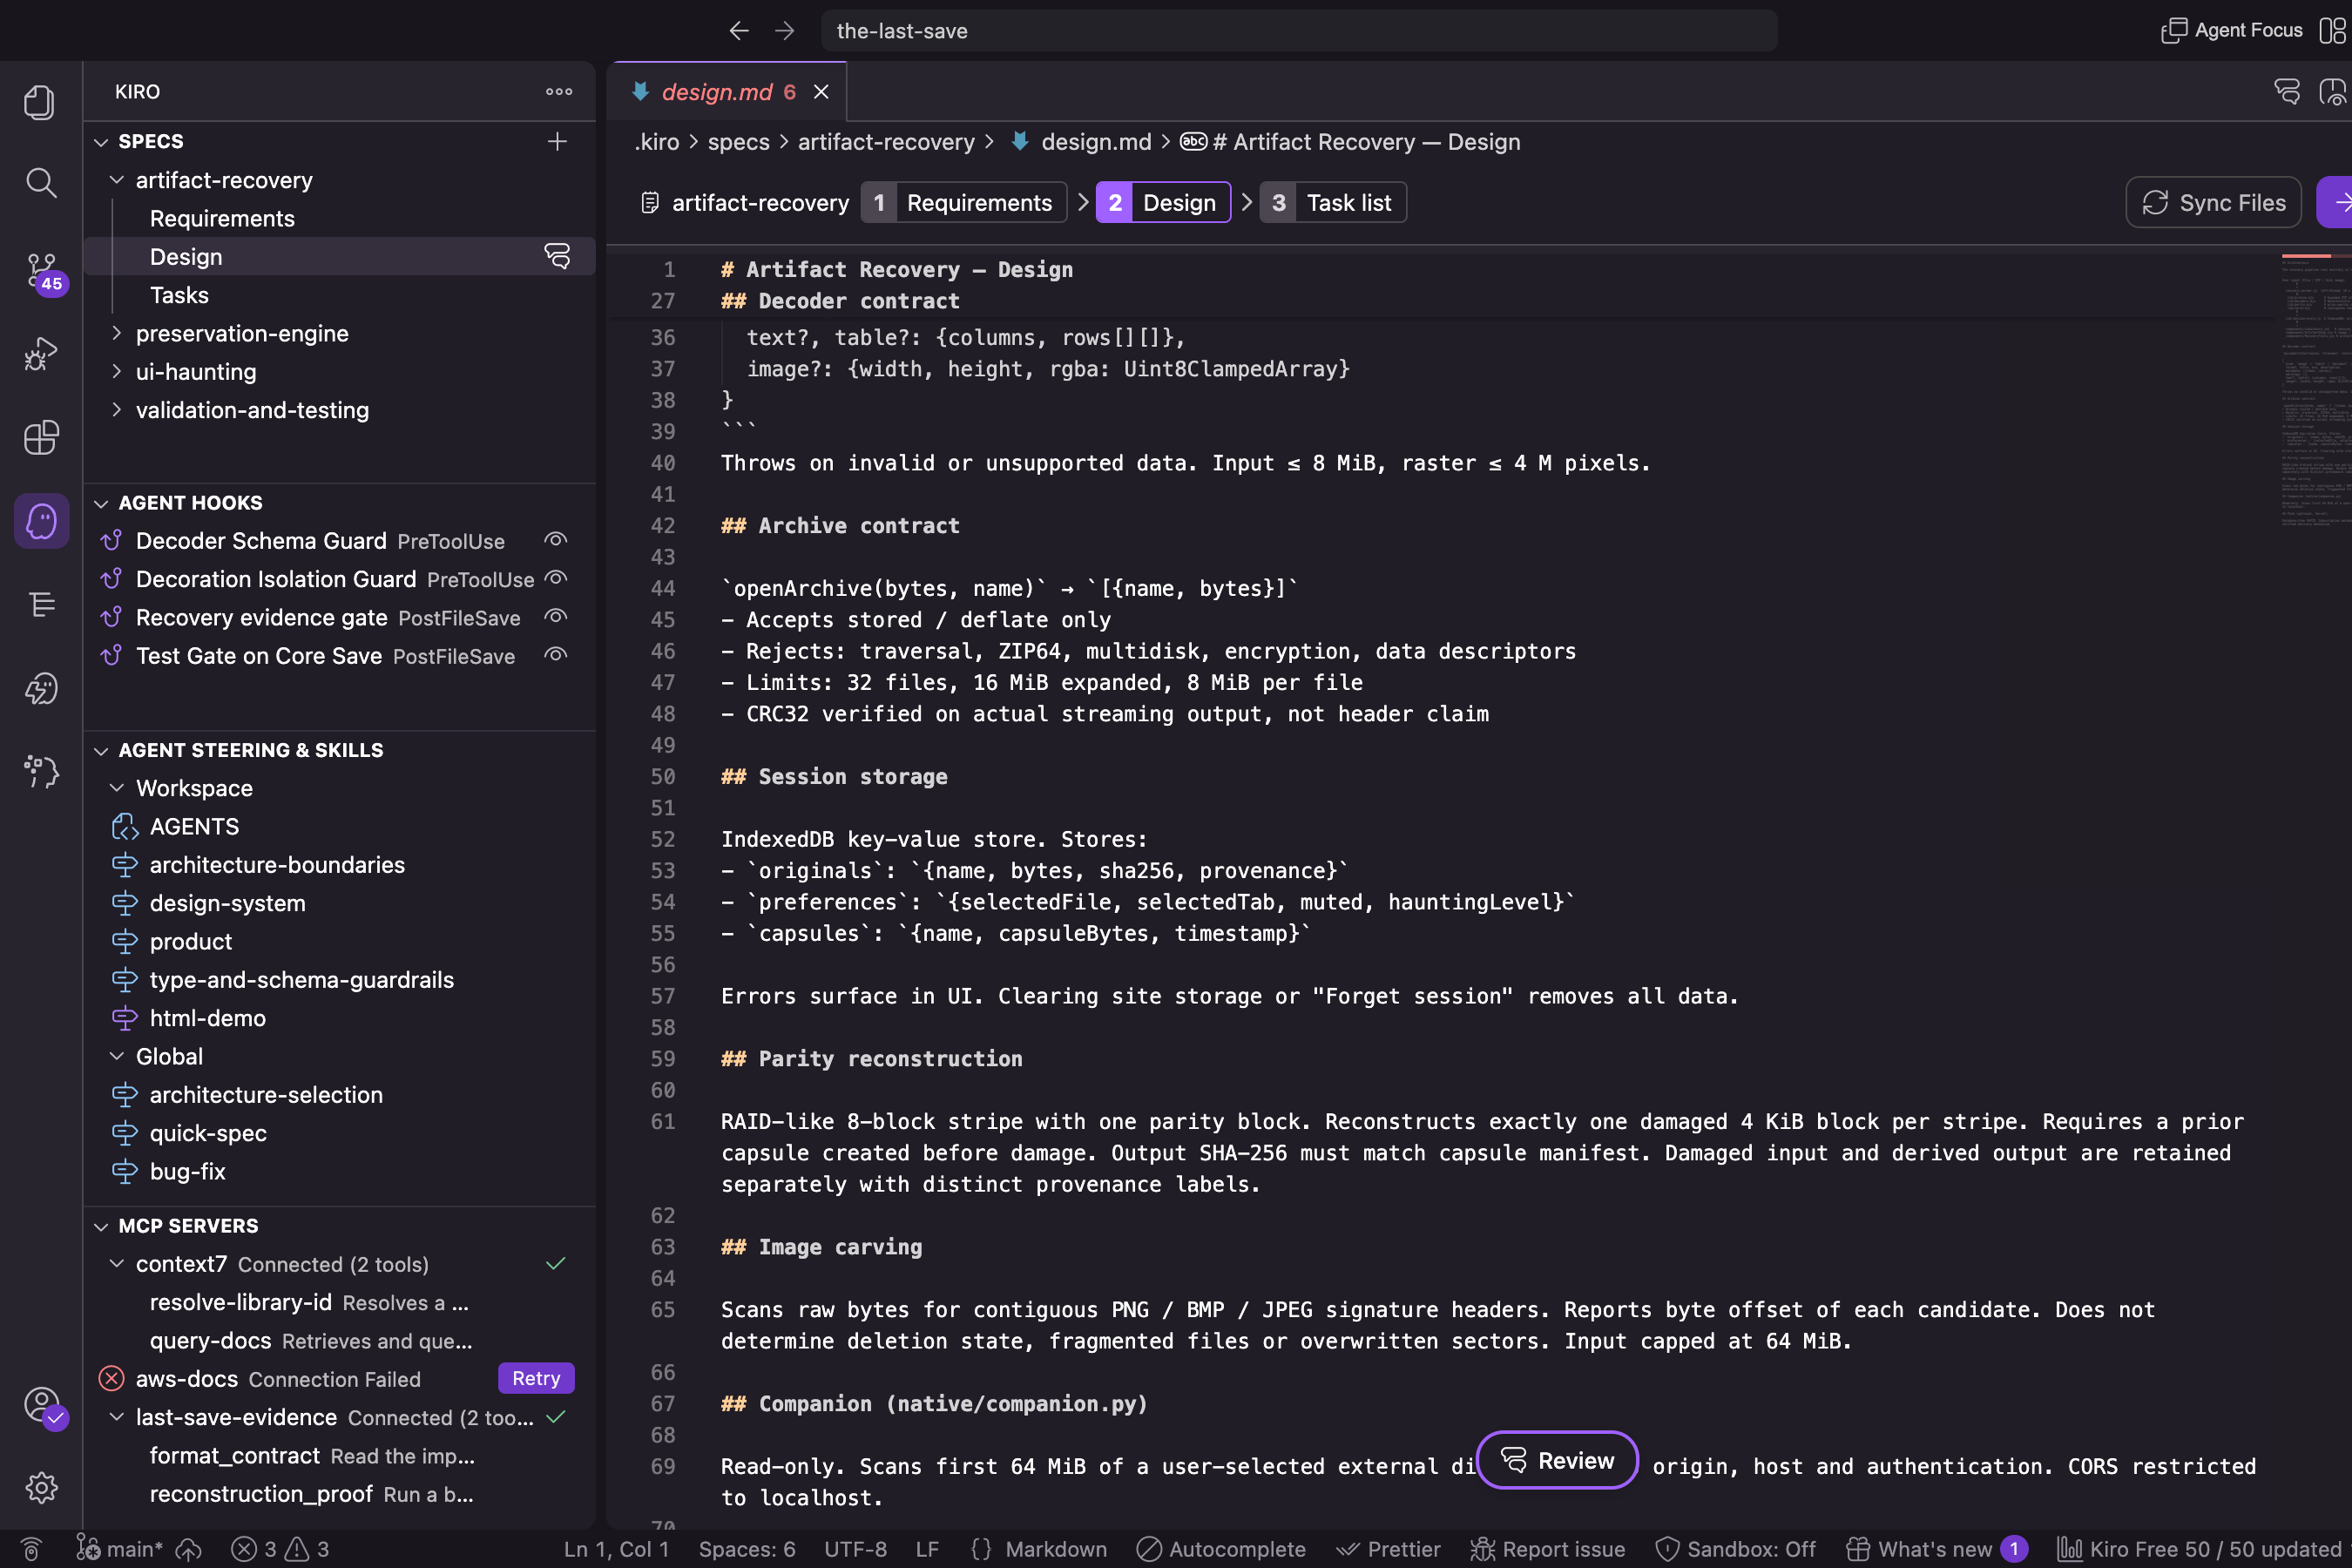 the-last-save
Agent Focus
KIRO
SPECS
artifact-recovery
Requirements
Design
Tasks
preservation-engine
ui-haunting
validation-and-testing
AGENT HOOKS
Decoder Schema Guard PreToolUse
Decoration Isolation Guard PreToolUse
Recovery evidence gate PostFileSave
Test Gate on Core Save PostFileSave
AGENT STEERING & SKILLS
Workspace
AGENTS
architecture-boundaries
design-system
product
type-and-schema-guardrails
html-demo
Global
architecture-selection
quick-spec
bug-fix
MCP SERVERS
context7 Connected (2 tools)
resolve-library-id Resolves a ...
query-docs Retrieves and que...
aws-docs Connection Failed Retry
last-save-evidence Connected (2 too...
format_contract Read the imp...
reconstruction_proof Run a b...
45
design.md 6
.kiro > specs > artifact-recovery > design.md > abc # Artifact Recovery — Design
artifact-recovery 1 Requirements > 2 Design > 3 Task list
Sync Files
1 # Artifact Recovery — Design
27 ## Decoder contract
36 text?, table?: {columns, rows[][]},
37 image?: {width, height, rgba: Uint8ClampedArray}
38 }
39 ```
40 Throws on invalid or unsupported data. Input ≤ 8 MiB, raster ≤ 4 M pixels.
41
42 ## Archive contract
43
44 `openArchive(bytes, name)` → `[{name, bytes}]`
45 - Accepts stored / deflate only
46 - Rejects: traversal, ZIP64, multidisk, encryption, data descriptors
47 - Limits: 32 files, 16 MiB expanded, 8 MiB per file
48 - CRC32 verified on actual streaming output, not header claim
49
50 ## Session storage
51
52 IndexedDB key-value store. Stores:
53 - `originals`: `{name, bytes, sha256, provenance}`
54 - `preferences`: `{selectedFile, selectedTab, muted, hauntingLevel}`
55 - `capsules`: `{name, capsuleBytes, timestamp}`
56
57 Errors surface in UI. Clearing site storage or "Forget session" removes all data.
58
59 ## Parity reconstruction
60
61 RAID-like 8-block stripe with one parity block. Reconstructs exactly one damaged 4 KiB block per stripe. Requires a prior
capsule created before damage. Output SHA-256 must match capsule manifest. Damaged input and derived output are retained
separately with distinct provenance labels.
62
63 ## Image carving
64
65 Scans raw bytes for contiguous PNG / BMP / JPEG signature headers. Reports byte offset of each candidate. Does not
determine deletion state, fragmented files or overwritten sectors. Input capped at 64 MiB.
66
67 ## Companion (native/companion.py)
68
69 Read-only. Scans first 64 MiB of a user-selected external di
Review
origin, host and authentication. CORS restricted
to localhost.
70
main* 3 3
Ln 1, Col 1 Spaces: 6 UTF-8 LF {} Markdown Autocomplete Prettier Report issue Sandbox: Off What's new 1 Kiro Free 50 / 50 updated